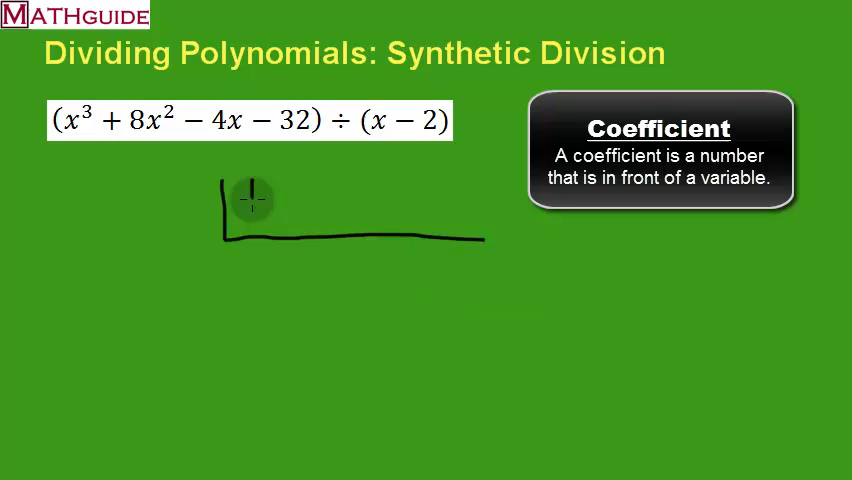 MATHGUIDE
Dividing Polynomials: Synthetic Division
(x³ + 8x² − 4x − 32) ÷ (x − 2)
Coefficient
A coefficient is a number
that is in front of a variable.